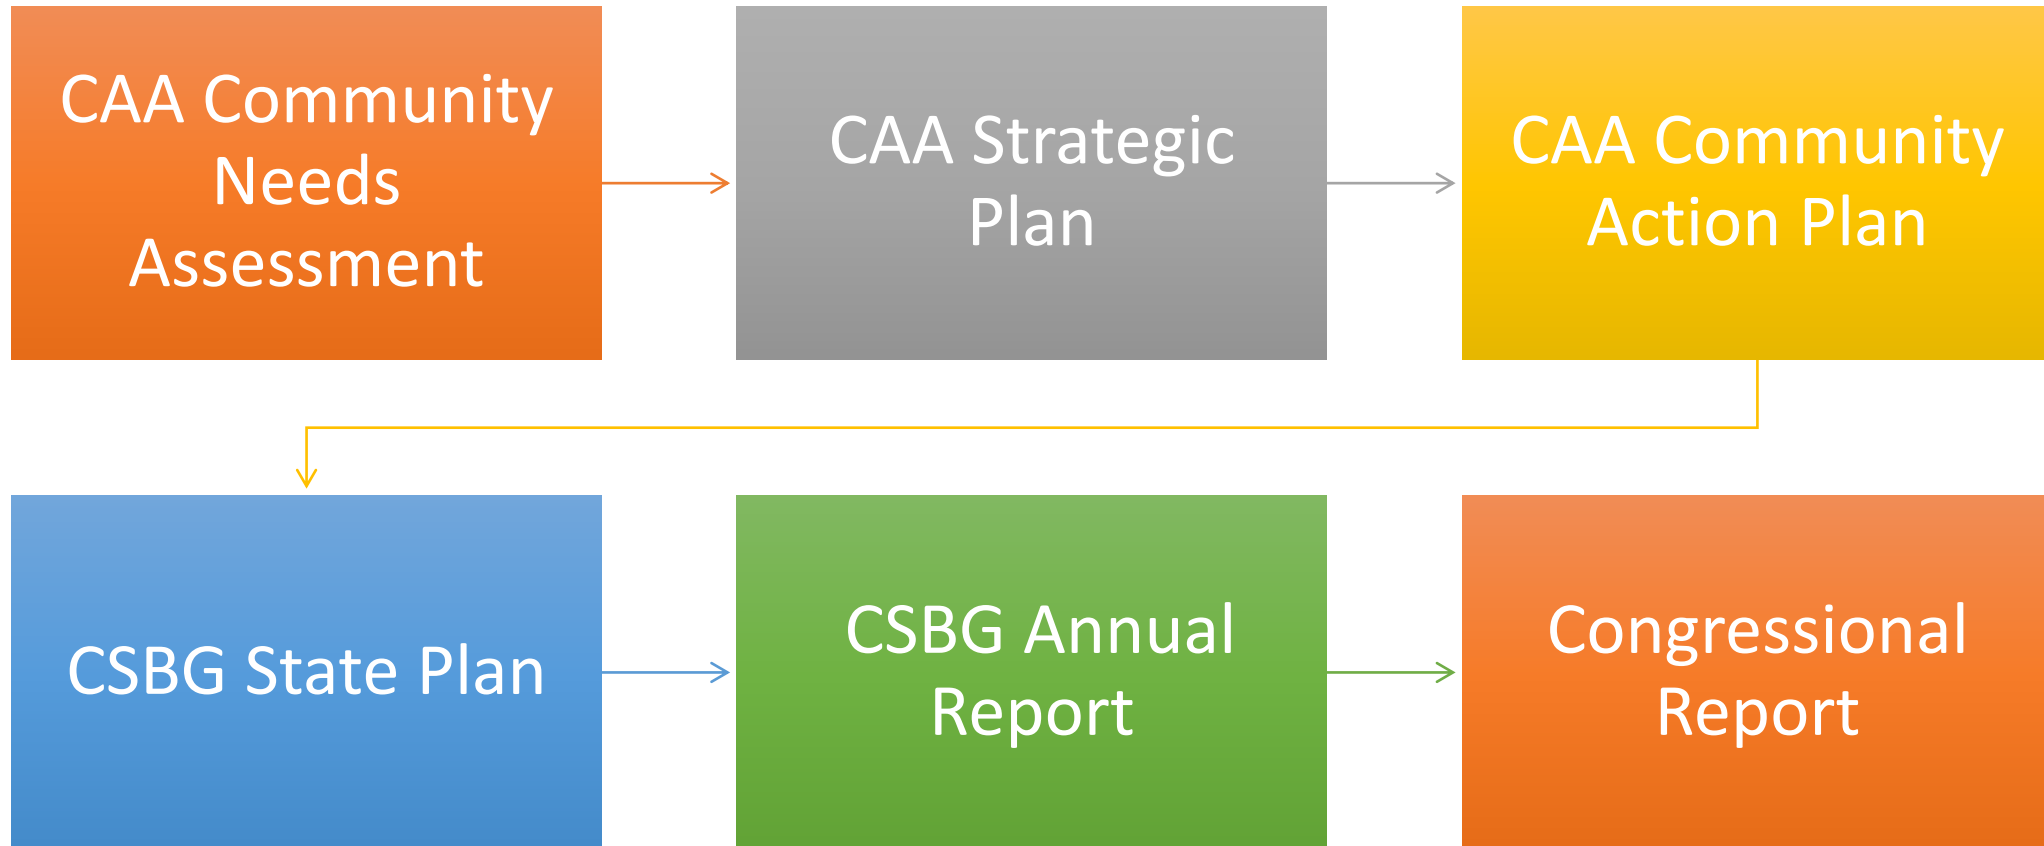 CAA Community
Needs
Assessment
CAA Strategic
Plan
CAA Community
Action Plan
CSBG State Plan
CSBG Annual
Report
Congressional
Report